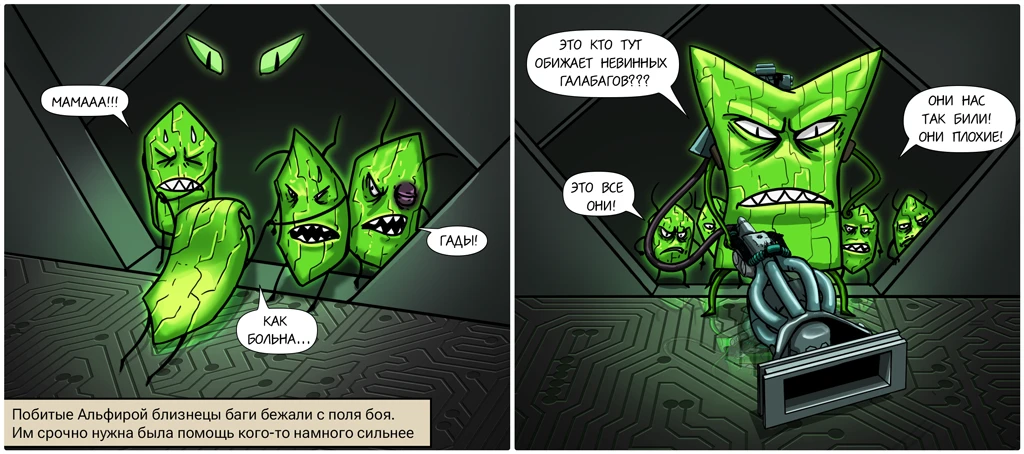 МАМААА!!!
ГАДЫ!
КАК
БОЛЬНА...
Побитые Альфирой близнецы баги бежали с поля боя.
Им срочно нужна была помощь кого-то намного сильнее
ЭТО КТО ТУТ
ОБИЖАЕТ НЕВИННЫХ
ГАЛАБАГОВ???
ОНИ НАС
ТАК БИЛИ!
ОНИ ПЛОХИЕ!
ЭТО ВСЕ
ОНИ!